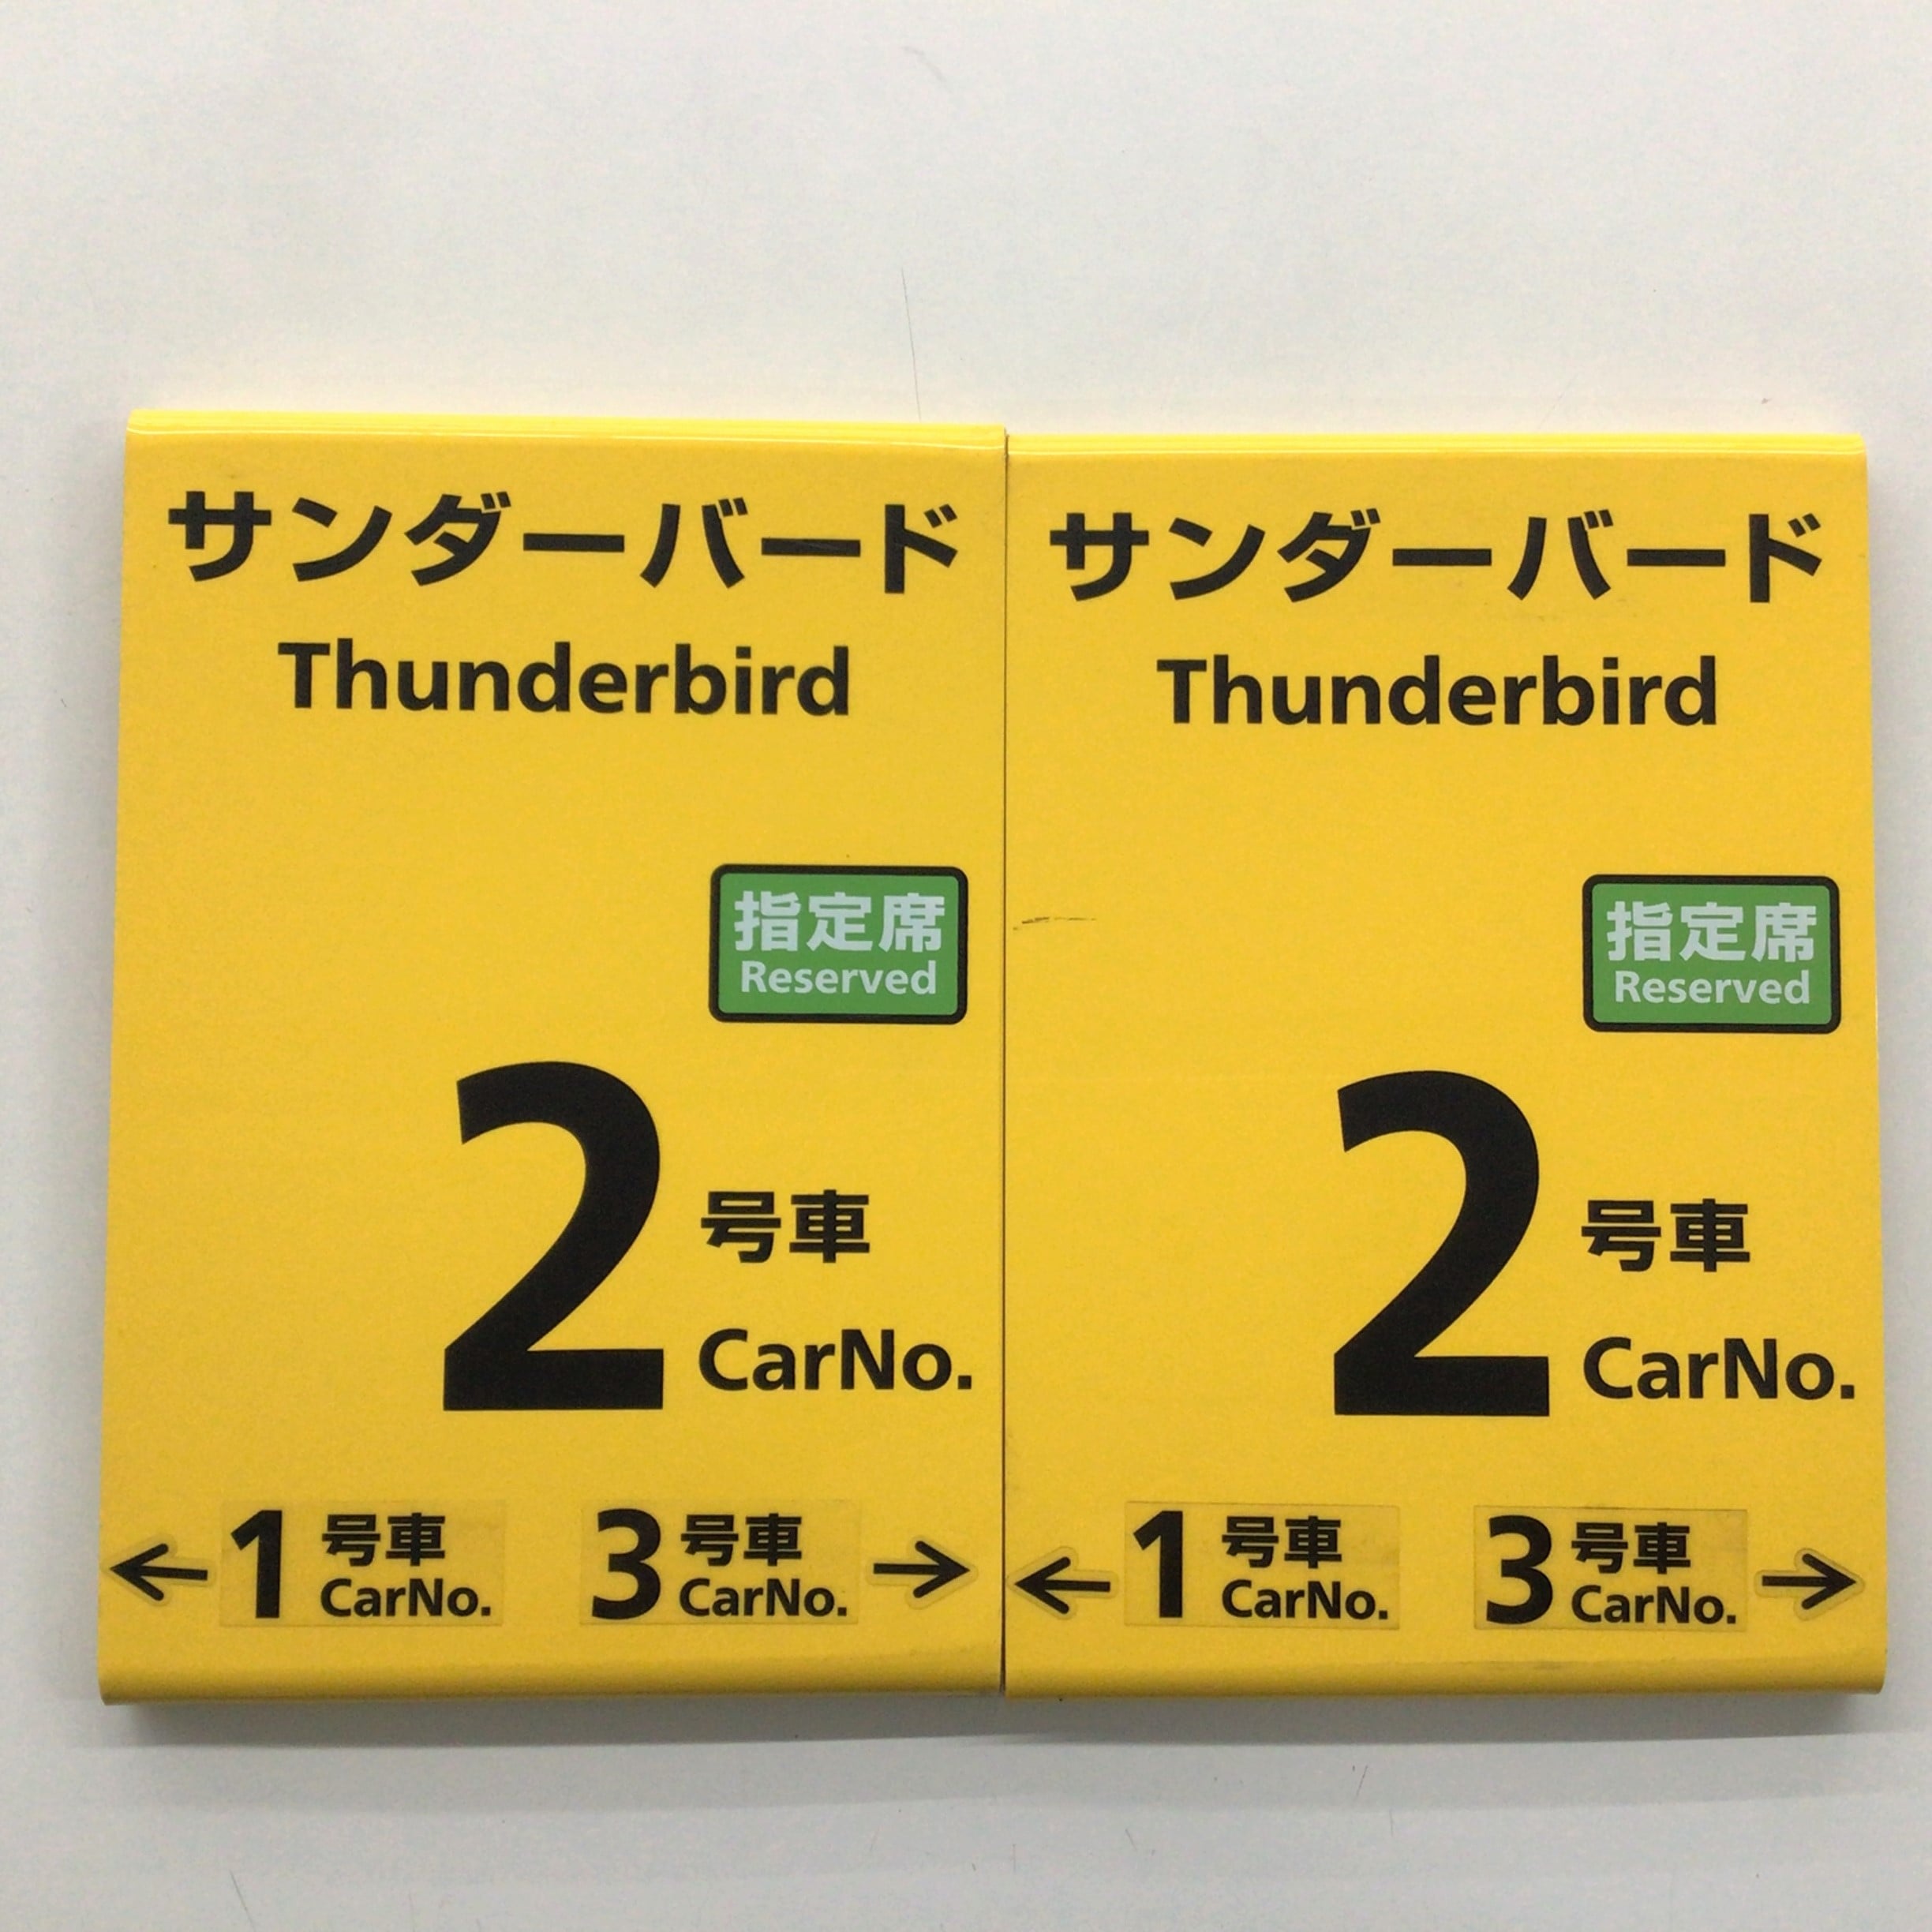 サンダーバード
Thunderbird
指定席
Reserved
2 号車
CarNo.
← 1 号車 CarNo. 3 号車 CarNo. →
サンダーバード
Thunderbird
指定席
Reserved
2 号車
CarNo.
← 1 号車 CarNo. 3 号車 CarNo. →